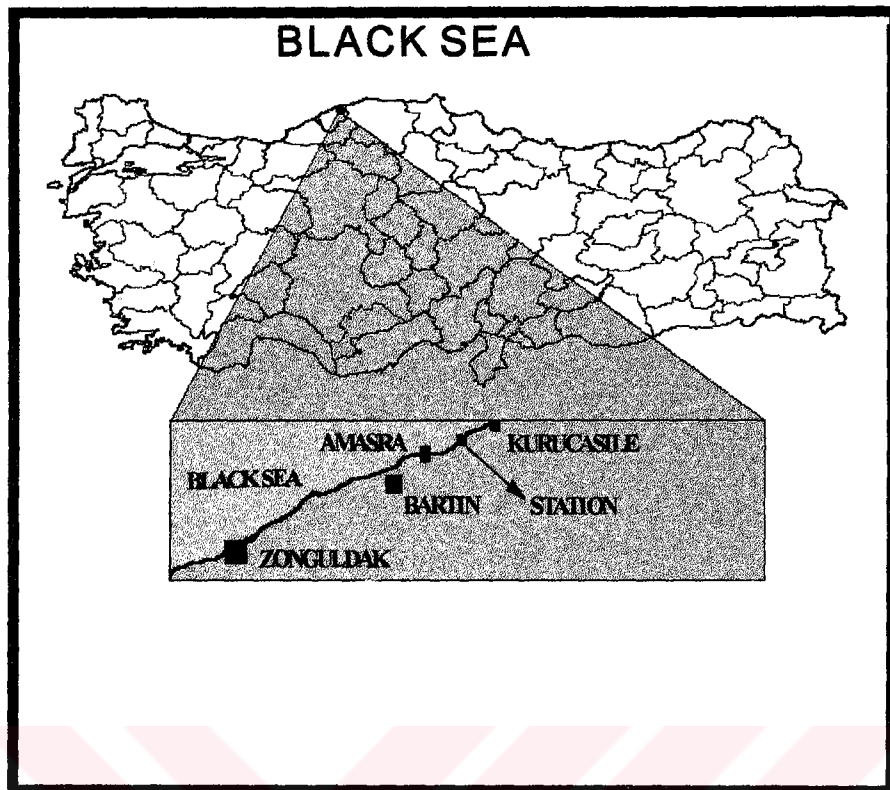 BLACK SEA
AMASRA
KURUCASILE
BLACK SEA
BARTIN
STATION
ZONGULDAK